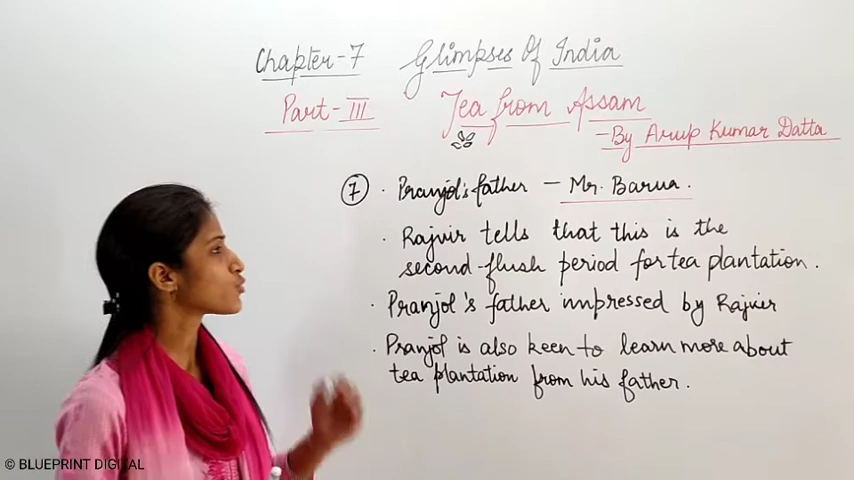 Chapter-7 Glimpses Of India
Part-III Tea from Assam
-By Arup Kumar Datta
7 · Pranjol's father - Mr. Barua.
· Rajvir tells that this is the
second-flush period for tea plantation.
· Pranjol's father impressed by Rajvier
· Pranjol is also keen to learn more about
tea plantation from his father.
© BLUEPRINT DIGITAL